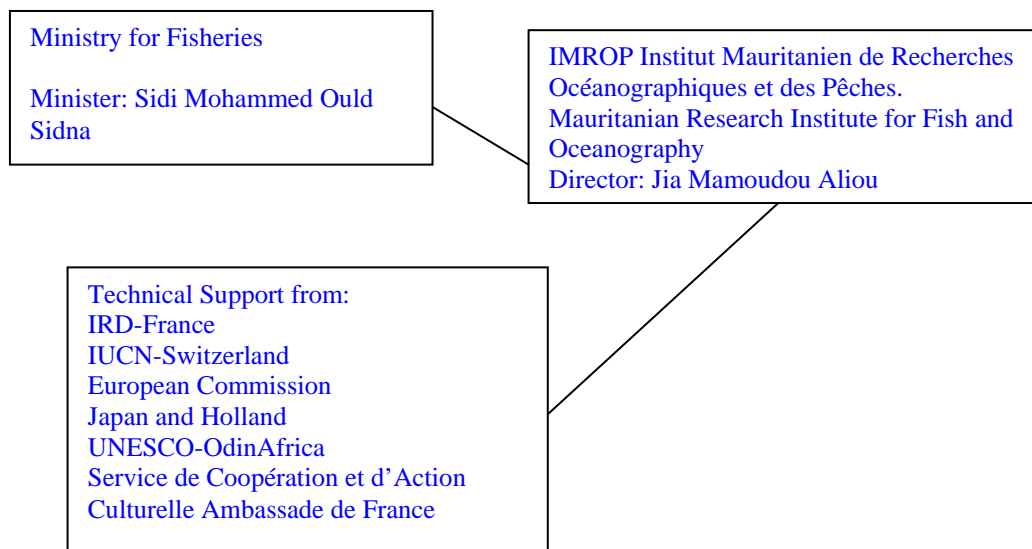 Ministry for Fisheries
Minister: Sidi Mohammed Ould
Sidna
IMROP Institut Mauritanien de Recherches
Océanographiques et des Pêches.
Mauritanian Research Institute for Fish and
Oceanography
Director: Jia Mamoudou Aliou
Technical Support from:
IRD-France
IUCN-Switzerland
European Commission
Japan and Holland
UNESCO-OdinAfrica
Service de Coopération et d’Action
Culturelle Ambassade de France